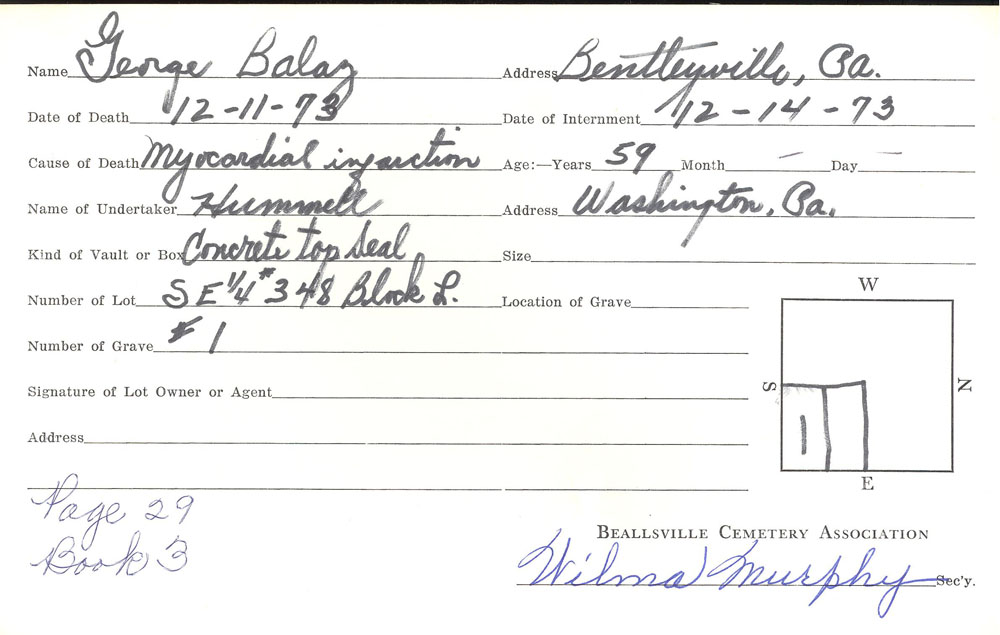 Name George Balaz Address Bentleyville, Pa.
Date of Death 12-11-73 Date of Internment 12-14-73
Cause of Death Myocardial infarction Age:—Years 59 Month — Day —
Name of Undertaker Hummell Address Washington, Pa.
Kind of Vault or Box Concrete top Seal Size
Number of Lot SE 1/4 #348 Block L. Location of Grave
Number of Grave #1
W
Signature of Lot Owner or Agent
S
N
Address
E
Page 29
Book 3
BEALLSVILLE CEMETERY ASSOCIATION
Wilma Murphy Sec'y.